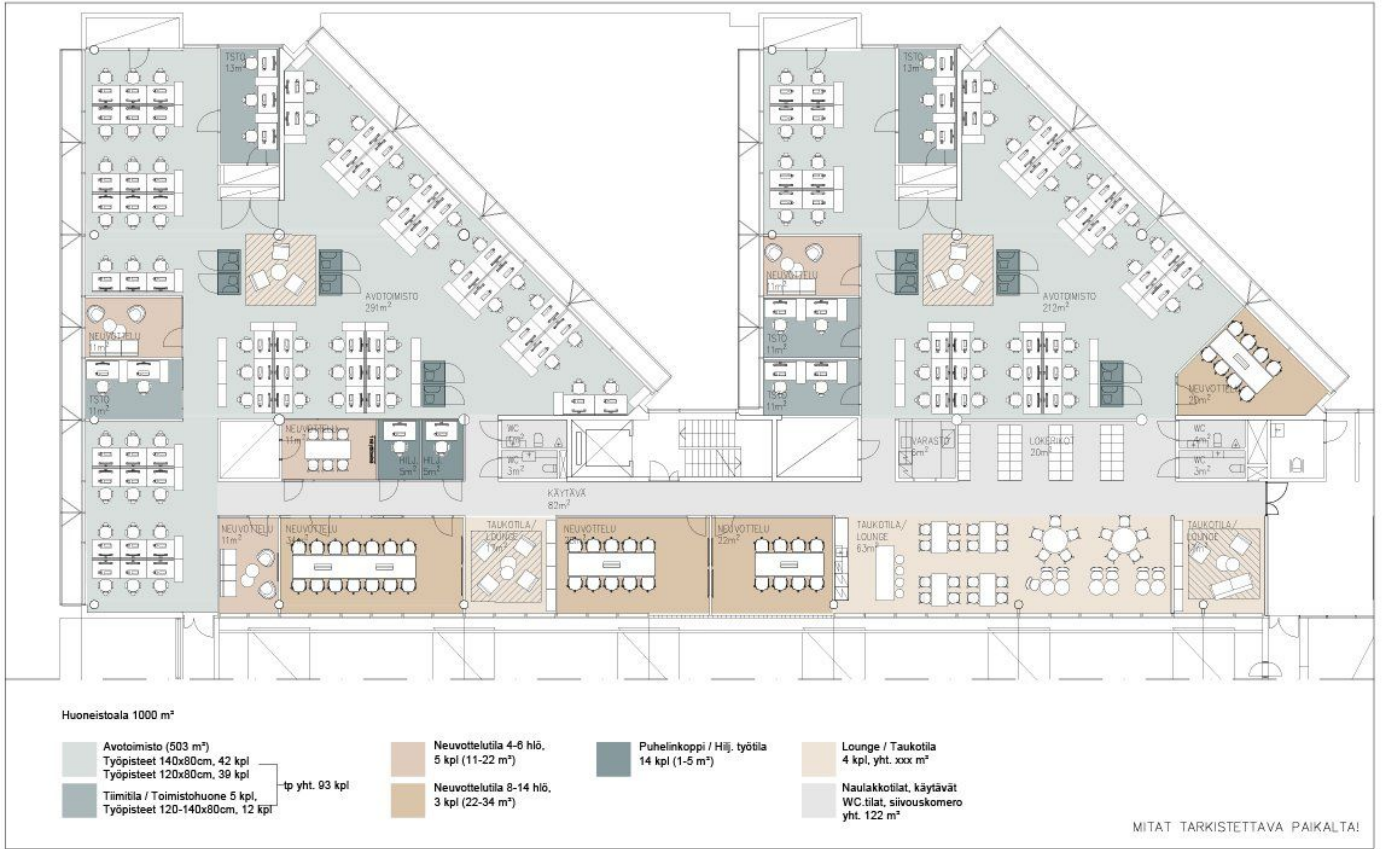 TSTO
13m²
TSTO
13m²
NEUVOTTELU
11m²
AVOTOIMISTO
291m²
NEUVOTTELU
11m²
AVOTOIMISTO
212m²
TSTO
11m²
TSTO
11m²
TSTO
11m²
NEUVOTTELU
NEUVOTTELU
11m²
HILJ.
5m²
HILJ.
5m²
WC
WC
3m²
VARASTO
LOKERIKOT
20m²
WC
WC
3m²
KÄYTÄVÄ
82m²
NEUVOTTELU
11m²
NEUVOTTELU
34m²
TAUKOTILA/
LOUNGE
NEUVOTTELU
NEUVOTTELU
22m²
TAUKOTILA/
LOUNGE
63m²
TAUKOTILA/
LOUNGE
Huoneistoala 1000 m²
Avotoimisto (503 m²)
Työpisteet 140x80cm, 42 kpl
Työpisteet 120x80cm, 39 kpl
Tiimitila / Toimistohuone 5 kpl,
Työpisteet 120-140x80cm, 12 kpl
tp yht. 93 kpl
Neuvottelutila 4-6 hlö,
5 kpl (11-22 m²)
Neuvottelutila 8-14 hlö,
3 kpl (22-34 m²)
Puhelinkoppi / Hilj. työtila
14 kpl (1-5 m²)
Lounge / Taukotila
4 kpl, yht. xxx m²
Naulakkotilat, käytävät
WC.tilat, siivouskomero
yht. 122 m²
MITAT TARKISTETTAVA PAIKALTA!